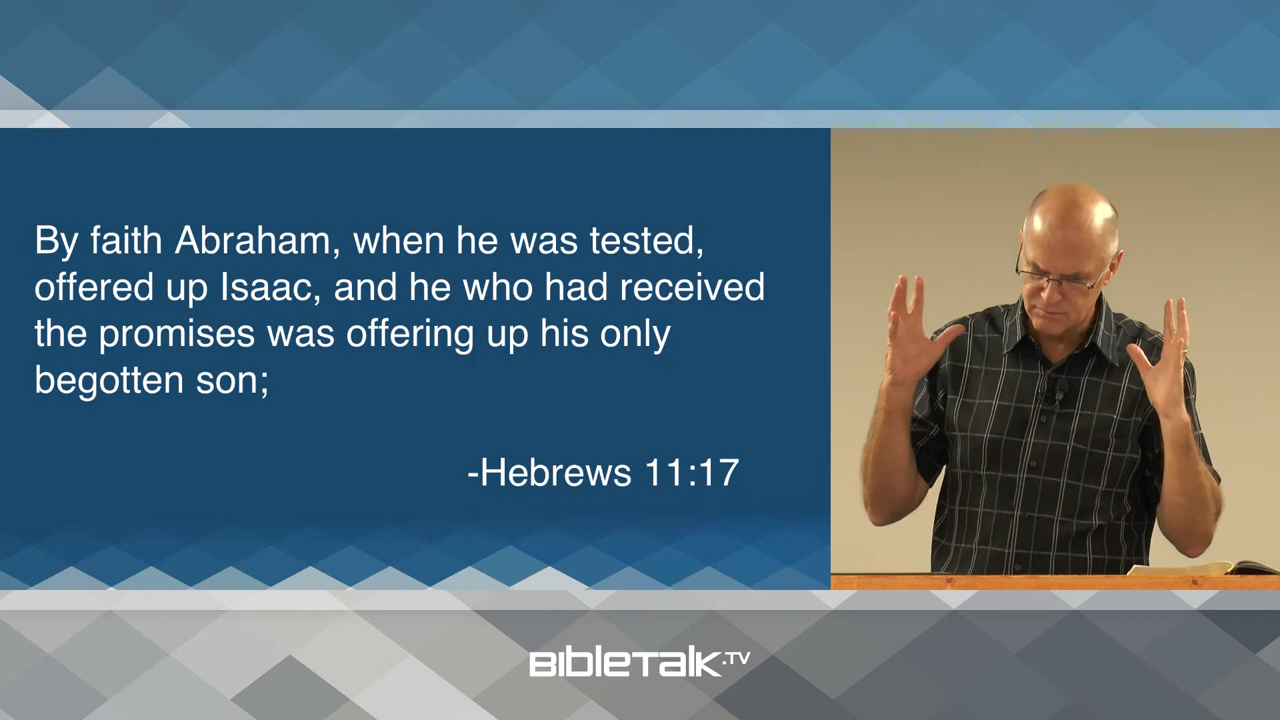 By faith Abraham, when he was tested,
offered up Isaac, and he who had received
the promises was offering up his only
begotten son;
-Hebrews 11:17
BIBLETALK.TV